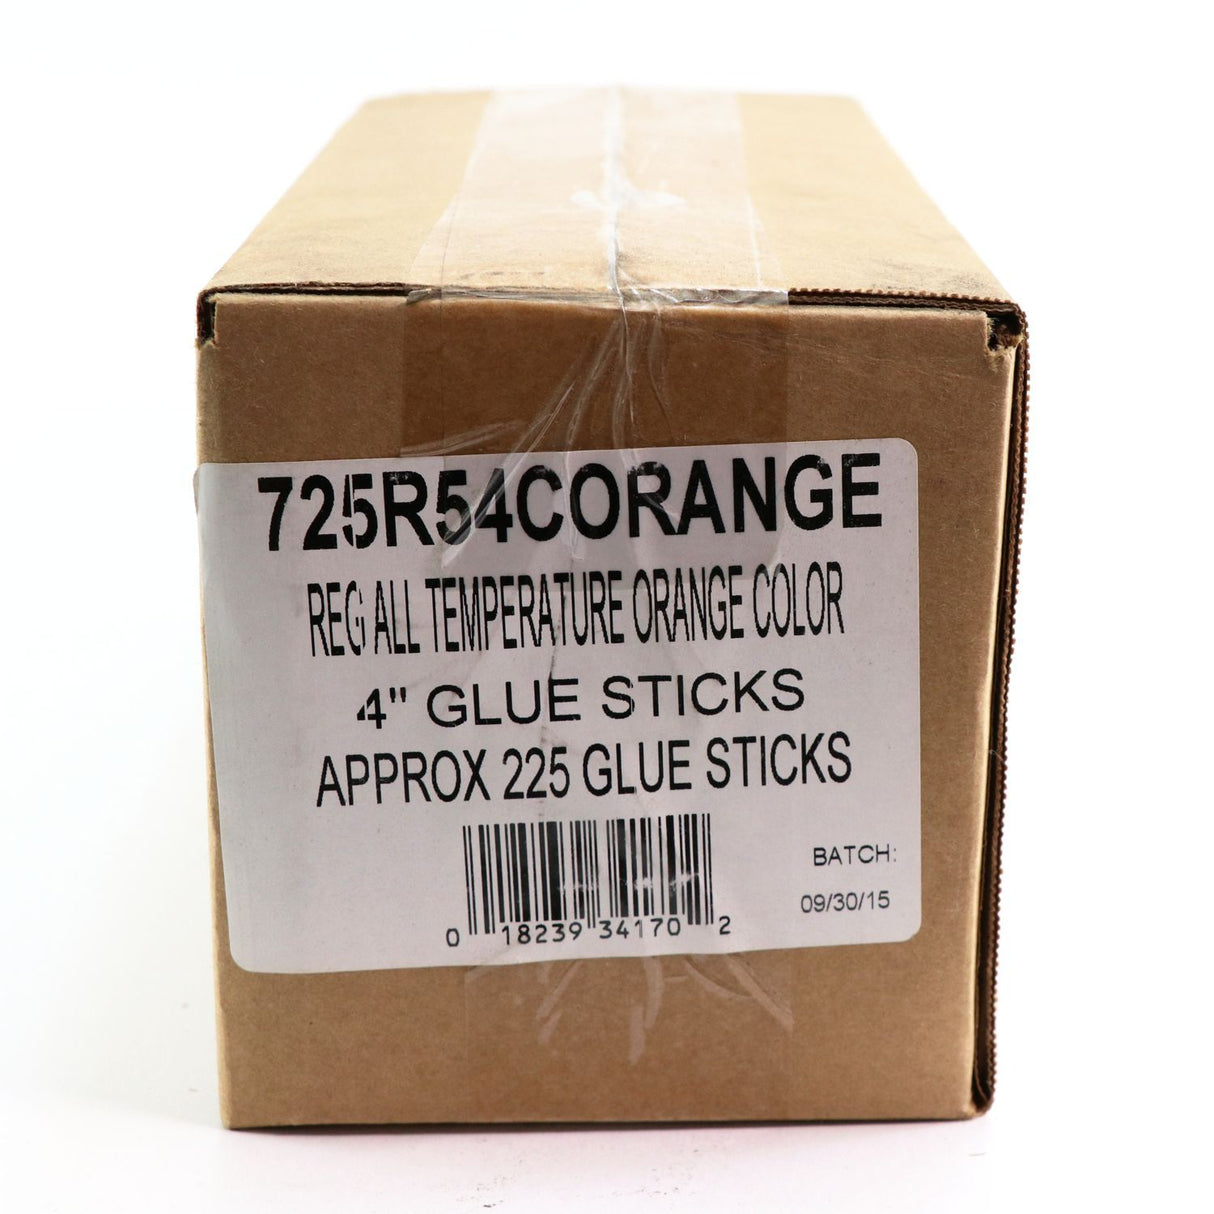 725R54CORANGE
REG ALL TEMPERATURE ORANGE COLOR
4" GLUE STICKS
APPROX 225 GLUE STICKS
BATCH:
09/30/15
0 18239 34170 2